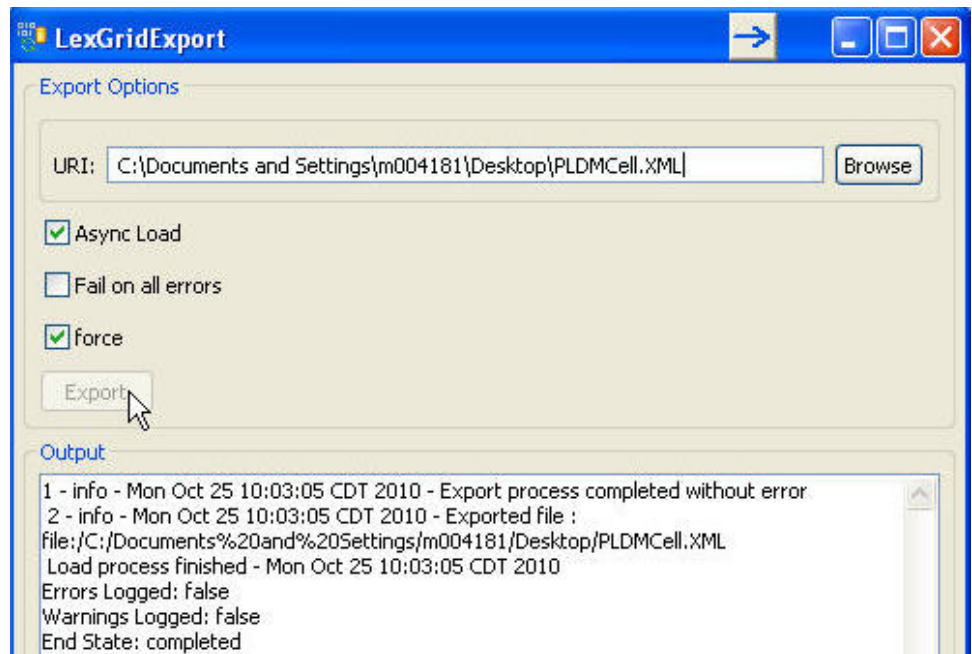 LexGridExport
Export Options
URI: C:\Documents and Settings\m004181\Desktop\PLDMCell.XML Browse
Async Load
Fail on all errors
force
Export
Output
1 - info - Mon Oct 25 10:03:05 CDT 2010 - Export process completed without error
2 - info - Mon Oct 25 10:03:05 CDT 2010 - Exported file :
file:/C:/Documents%20and%20Settings/m004181/Desktop/PLDMCell.XML
Load process finished - Mon Oct 25 10:03:05 CDT 2010
Errors Logged: false
Warnings Logged: false
End State: completed